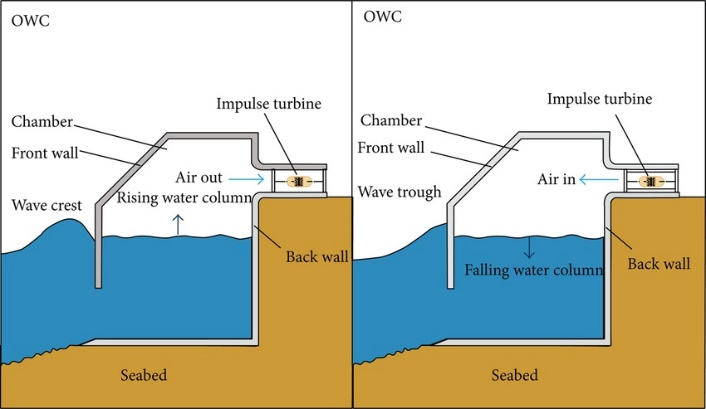 OWC
Impulse turbine
Chamber
Front wall
Air out
Rising water column
Wave crest
Back wall
Seabed
OWC
Impulse turbine
Chamber
Front wall
Air in
Wave trough
Back wall
Falling water column
Seabed